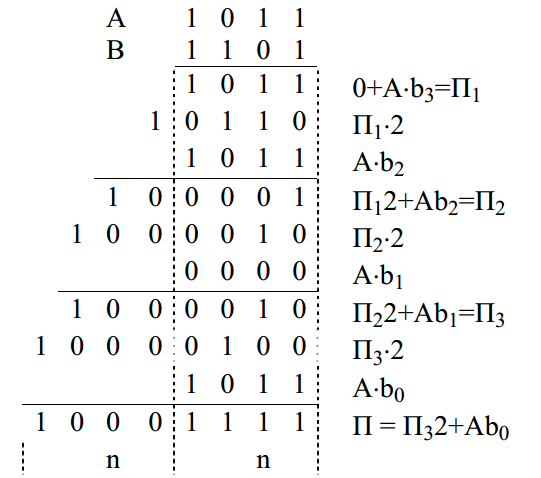 A 1 0 1 1
B 1 1 0 1
1 0 1 1 0+A·b₃=Π₁
1 0 1 1 0 Π₁·2
1 0 1 1 A·b₂
1 0 0 0 0 1 Π₁2+Ab₂=Π₂
1 0 0 0 0 1 0 Π₂·2
0 0 0 0 A·b₁
1 0 0 0 0 1 0 Π₂2+Ab₁=Π₃
1 0 0 0 0 1 0 0 Π₃·2
1 0 1 1 A·b₀
1 0 0 0 1 1 1 1 Π = Π₃2+Ab₀
n n